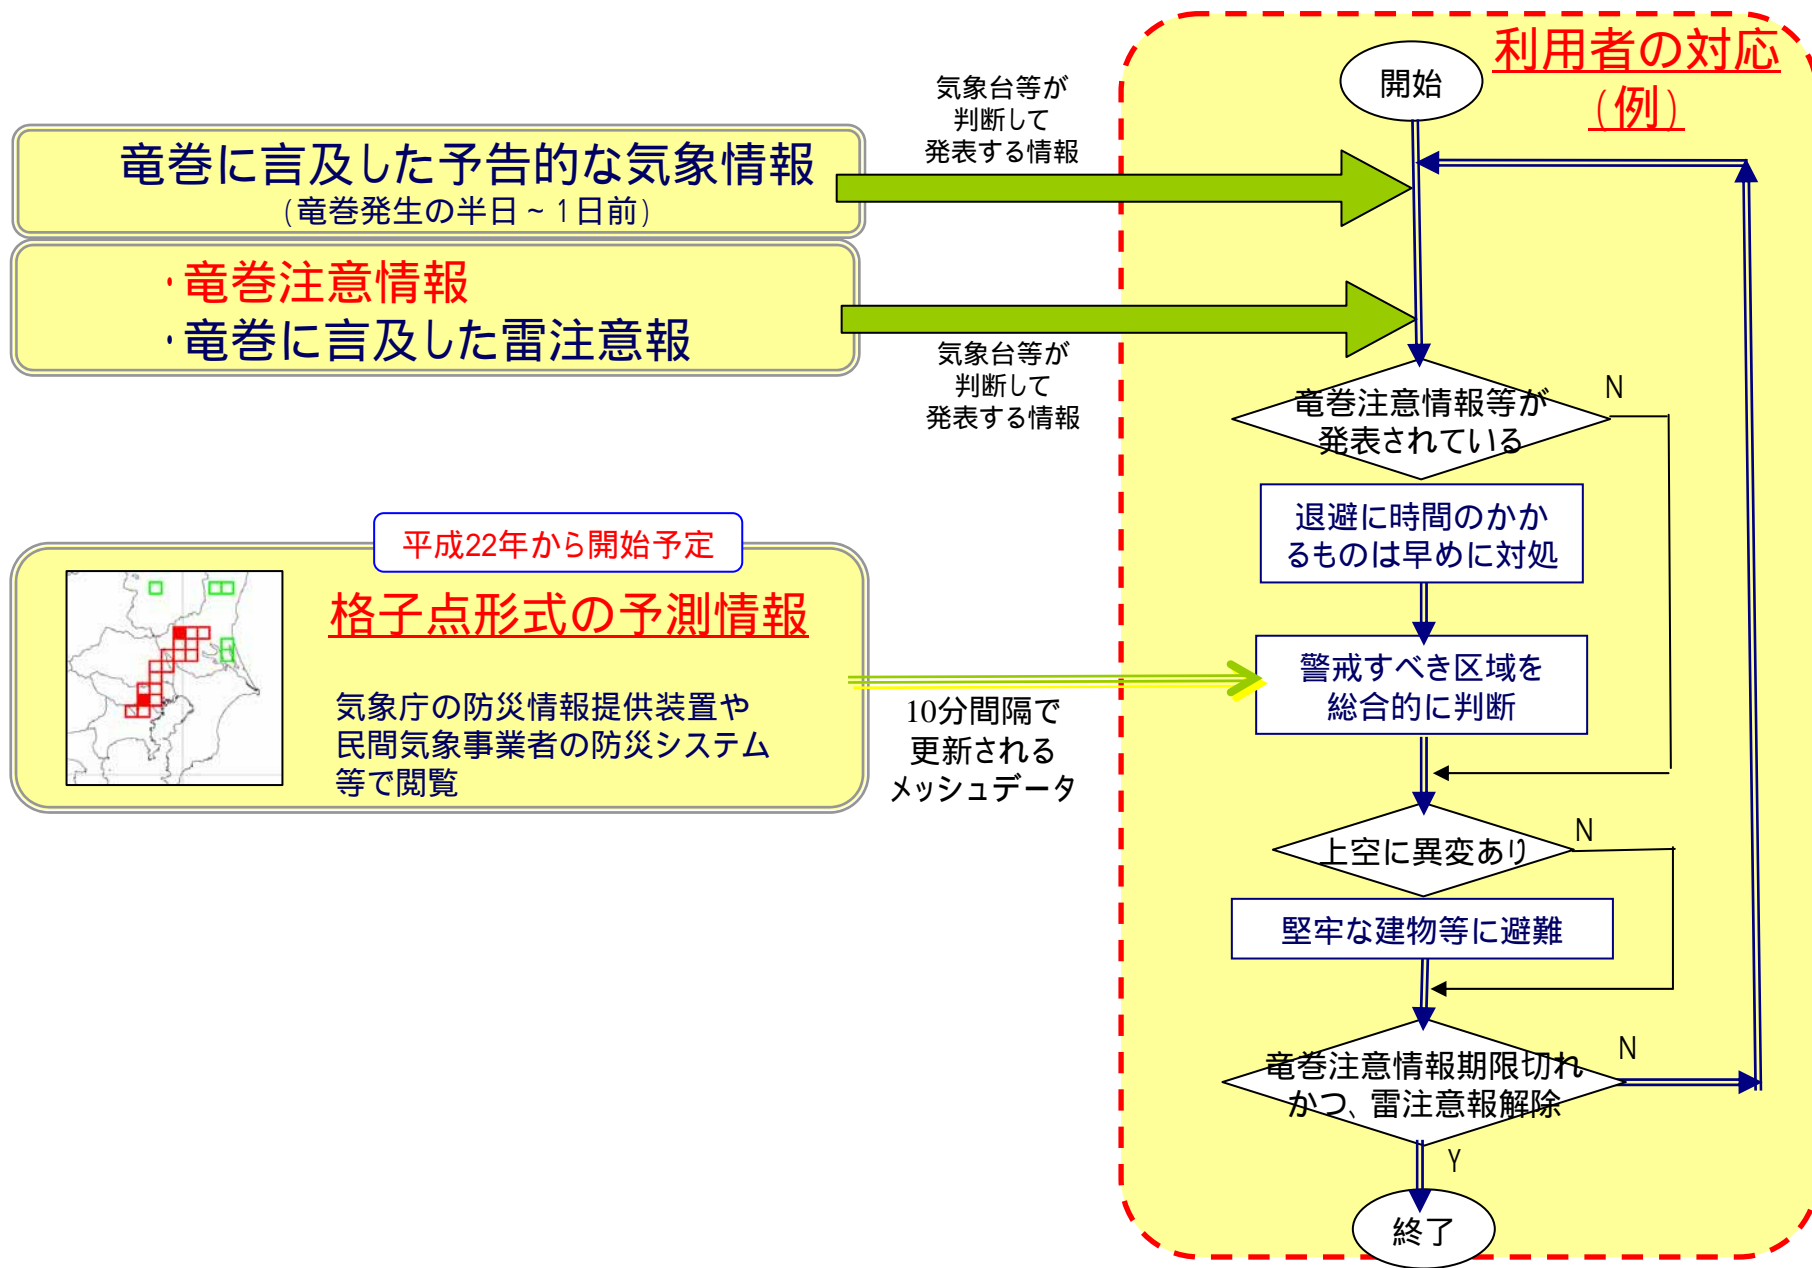 利用者の対応
(例)
開始
気象台等が
判断して
発表する情報
竜巻に言及した予告的な気象情報
(竜巻発生の半日~1日前)
・竜巻注意情報
・竜巻に言及した雷注意報
気象台等が
判断して
発表する情報
竜巻注意情報等が
発表されている
N
退避に時間のかか
るものは早めに対処
平成22年から開始予定
格子点形式の予測情報
気象庁の防災情報提供装置や
民間気象事業者の防災システム
等で閲覧
10分間隔で
更新される
メッシュデータ
警戒すべき区域を
総合的に判断
上空に異変あり
N
堅牢な建物等に避難
竜巻注意情報期限切れ
かつ、雷注意報解除
N
Y
終了